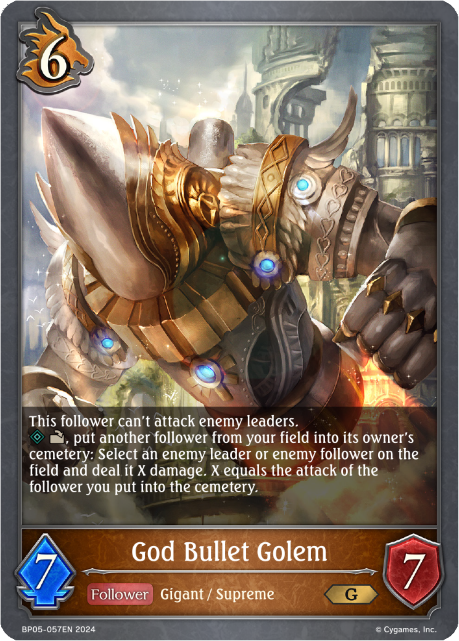 6
This follower can't attack enemy leaders.
, put another follower from your field into its owner's
cemetery: Select an enemy leader or enemy follower on the
field and deal it X damage. X equals the attack of the
follower you put into the cemetery.
God Bullet Golem
7
7
Follower Gigant / Supreme
G
BP05-057EN 2024
© Cygames, Inc.